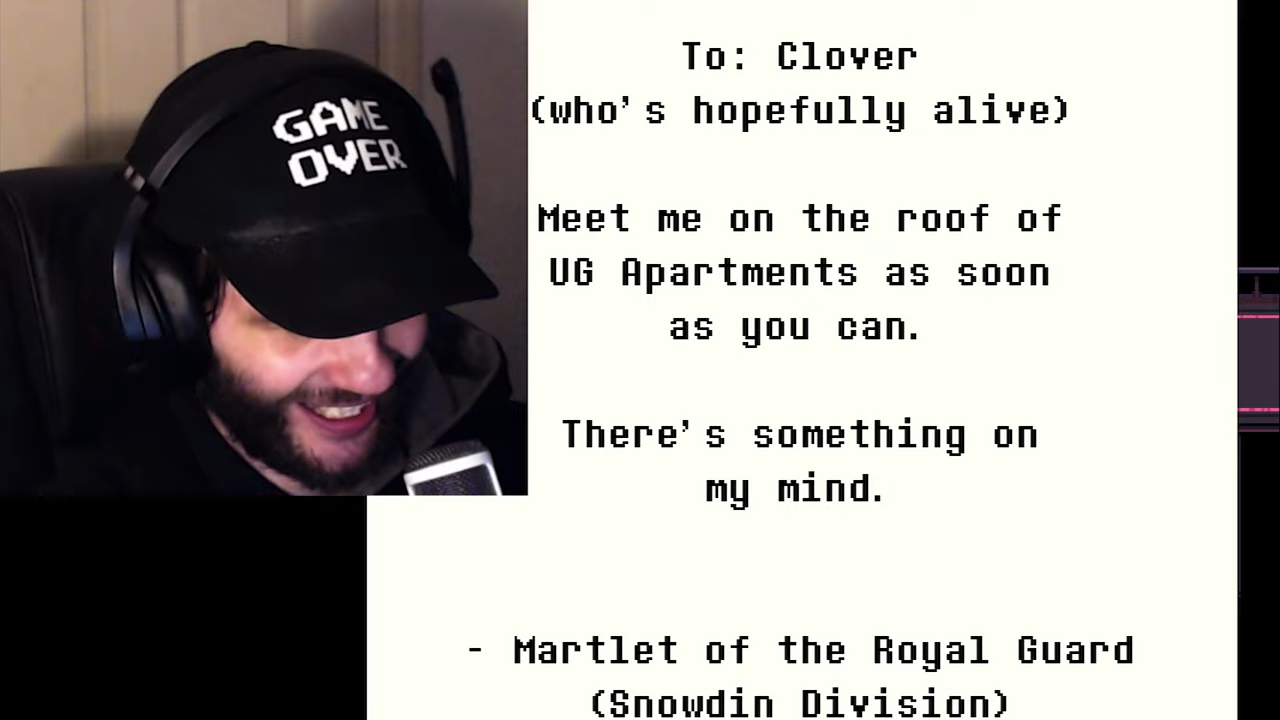 GAME
OVER
To: Clover
(who's hopefully alive)
Meet me on the roof of
UG Apartments as soon
as you can.
There's something on
my mind.
- Martlet of the Royal Guard
(Snowdin Division)